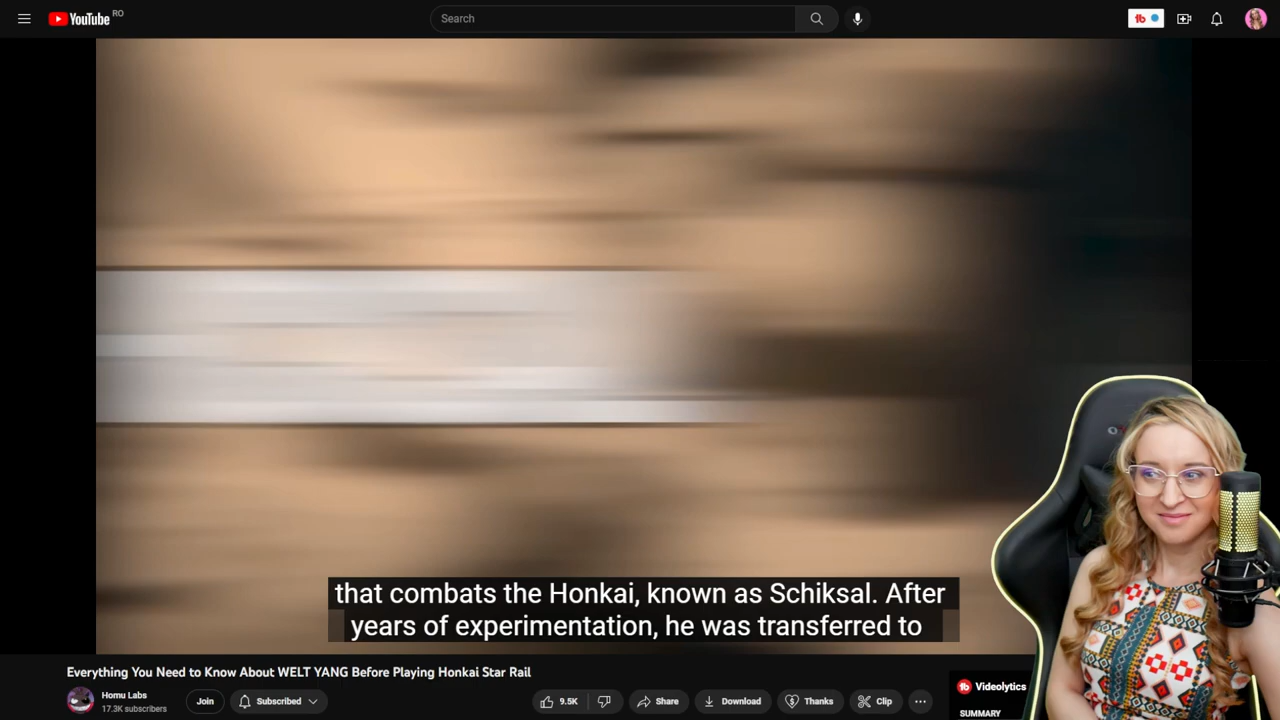 YouTube RO
Search
that combats the Honkai, known as Schiksal. After
years of experimentation, he was transferred to
Everything You Need to Know About WELT YANG Before Playing Honkai Star Rail
Homu Labs
17.3K subscribers
Join
Subscribed
9.5K
Share
Download
Thanks
Clip
Videolytics
SUMMARY